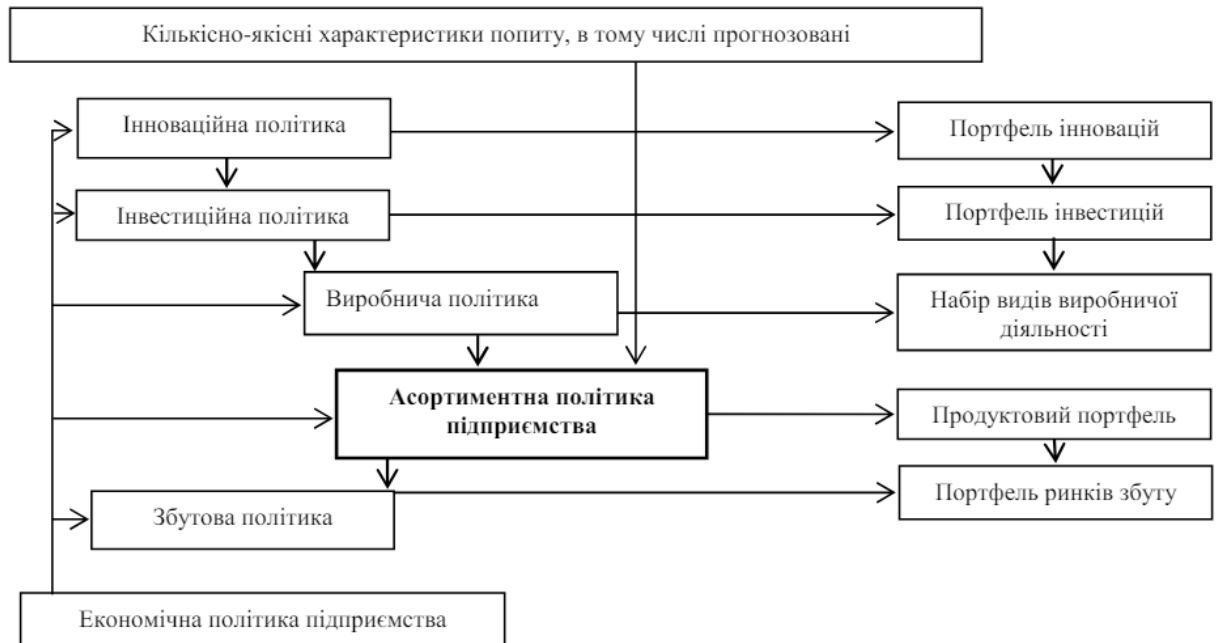 Кількісно-якісні характеристики попиту, в тому числі прогнозовані
Інноваційна політика
Портфель інновацій
Інвестиційна політика
Портфель інвестицій
Виробнича політика
Набір видів виробничої
діяльності
Асортиментна політика
підприємства
Продуктовий портфель
Збутова політика
Портфель ринків збуту
Економічна політика підприємства